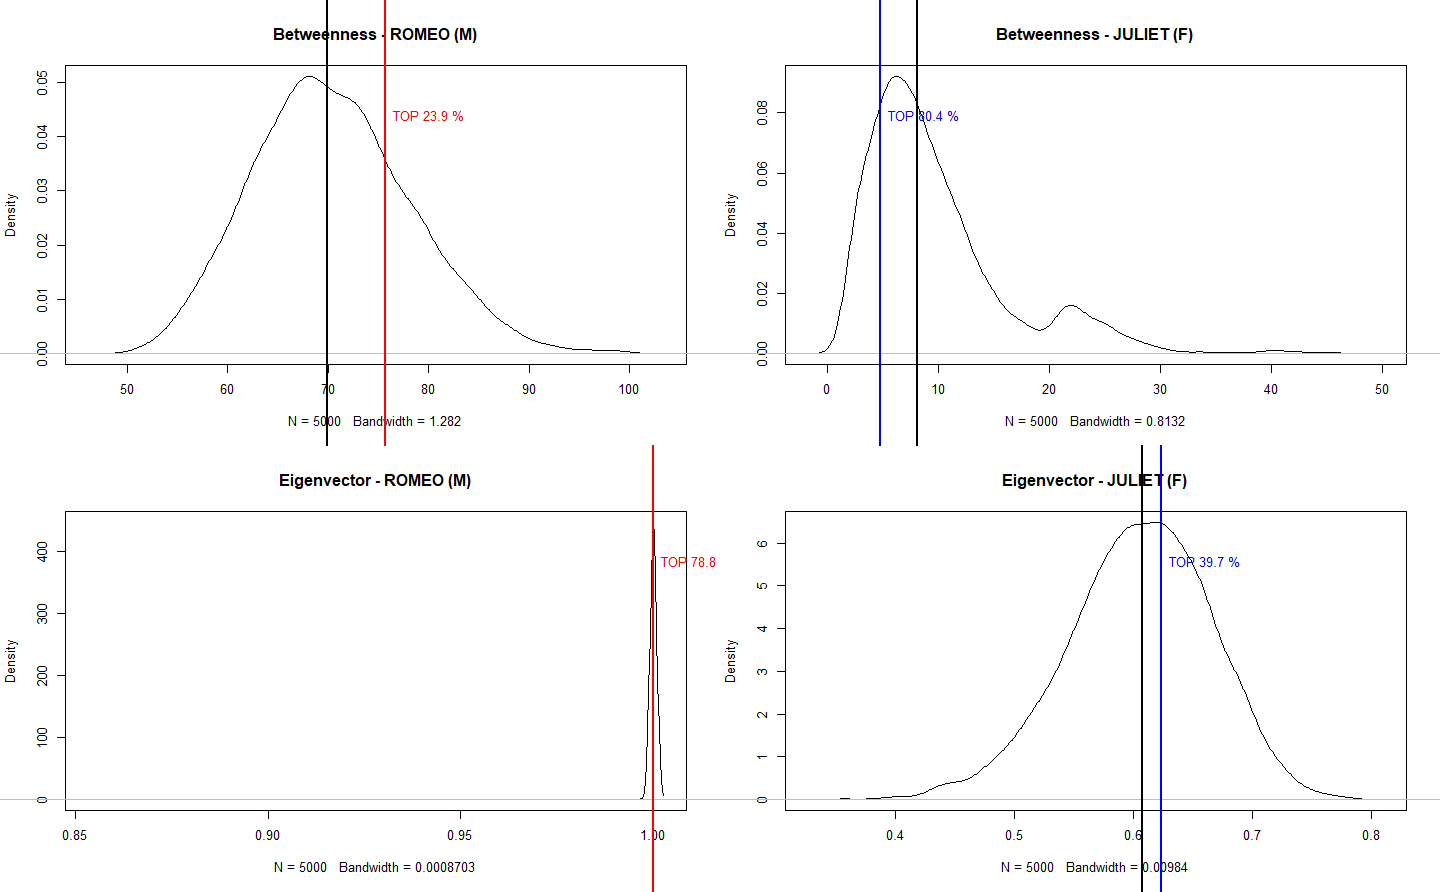 Betweenness - ROMEO (M)
Density
0.00 0.01 0.02 0.03 0.04 0.05
TOP 23.9 %
50 60 70 80 90 100
N = 5000 Bandwidth = 1.282
Betweenness - JULIET (F)
Density
0.00 0.02 0.04 0.06 0.08
TOP 80.4 %
0 10 20 30 40 50
N = 5000 Bandwidth = 0.8132
Eigenvector - ROMEO (M)
Density
0 100 200 300 400
TOP 78.8
0.85 0.90 0.95 1.00
N = 5000 Bandwidth = 0.0008703
Eigenvector - JULIET (F)
Density
0 1 2 3 4 5 6
TOP 39.7 %
0.4 0.5 0.6 0.7 0.8
N = 5000 Bandwidth = 0.00984